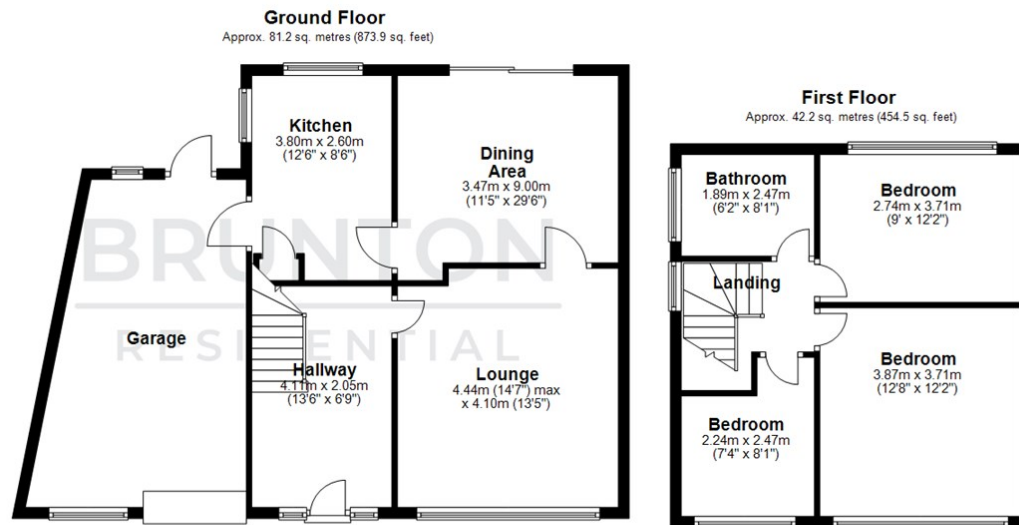 Ground Floor
Approx. 81.2 sq. metres (873.9 sq. feet)
Kitchen
3.80m x 2.60m
(12'6" x 8'6")
Dining
Area
3.47m x 9.00m
(11'5" x 29'6")
BRUNTON
RESIDENTIAL
Garage
Hallway
4.11m x 2.05m
(13'6" x 6'9")
Lounge
4.44m (14'7") max
x 4.10m (13'5")
First Floor
Approx. 42.2 sq. metres (454.5 sq. feet)
Bathroom
1.89m x 2.47m
(6'2" x 8'1")
Bedroom
2.74m x 3.71m
(9' x 12'2")
Landing
Bedroom
3.87m x 3.71m
(12'8" x 12'2")
Bedroom
2.24m x 2.47m
(7'4" x 8'1")